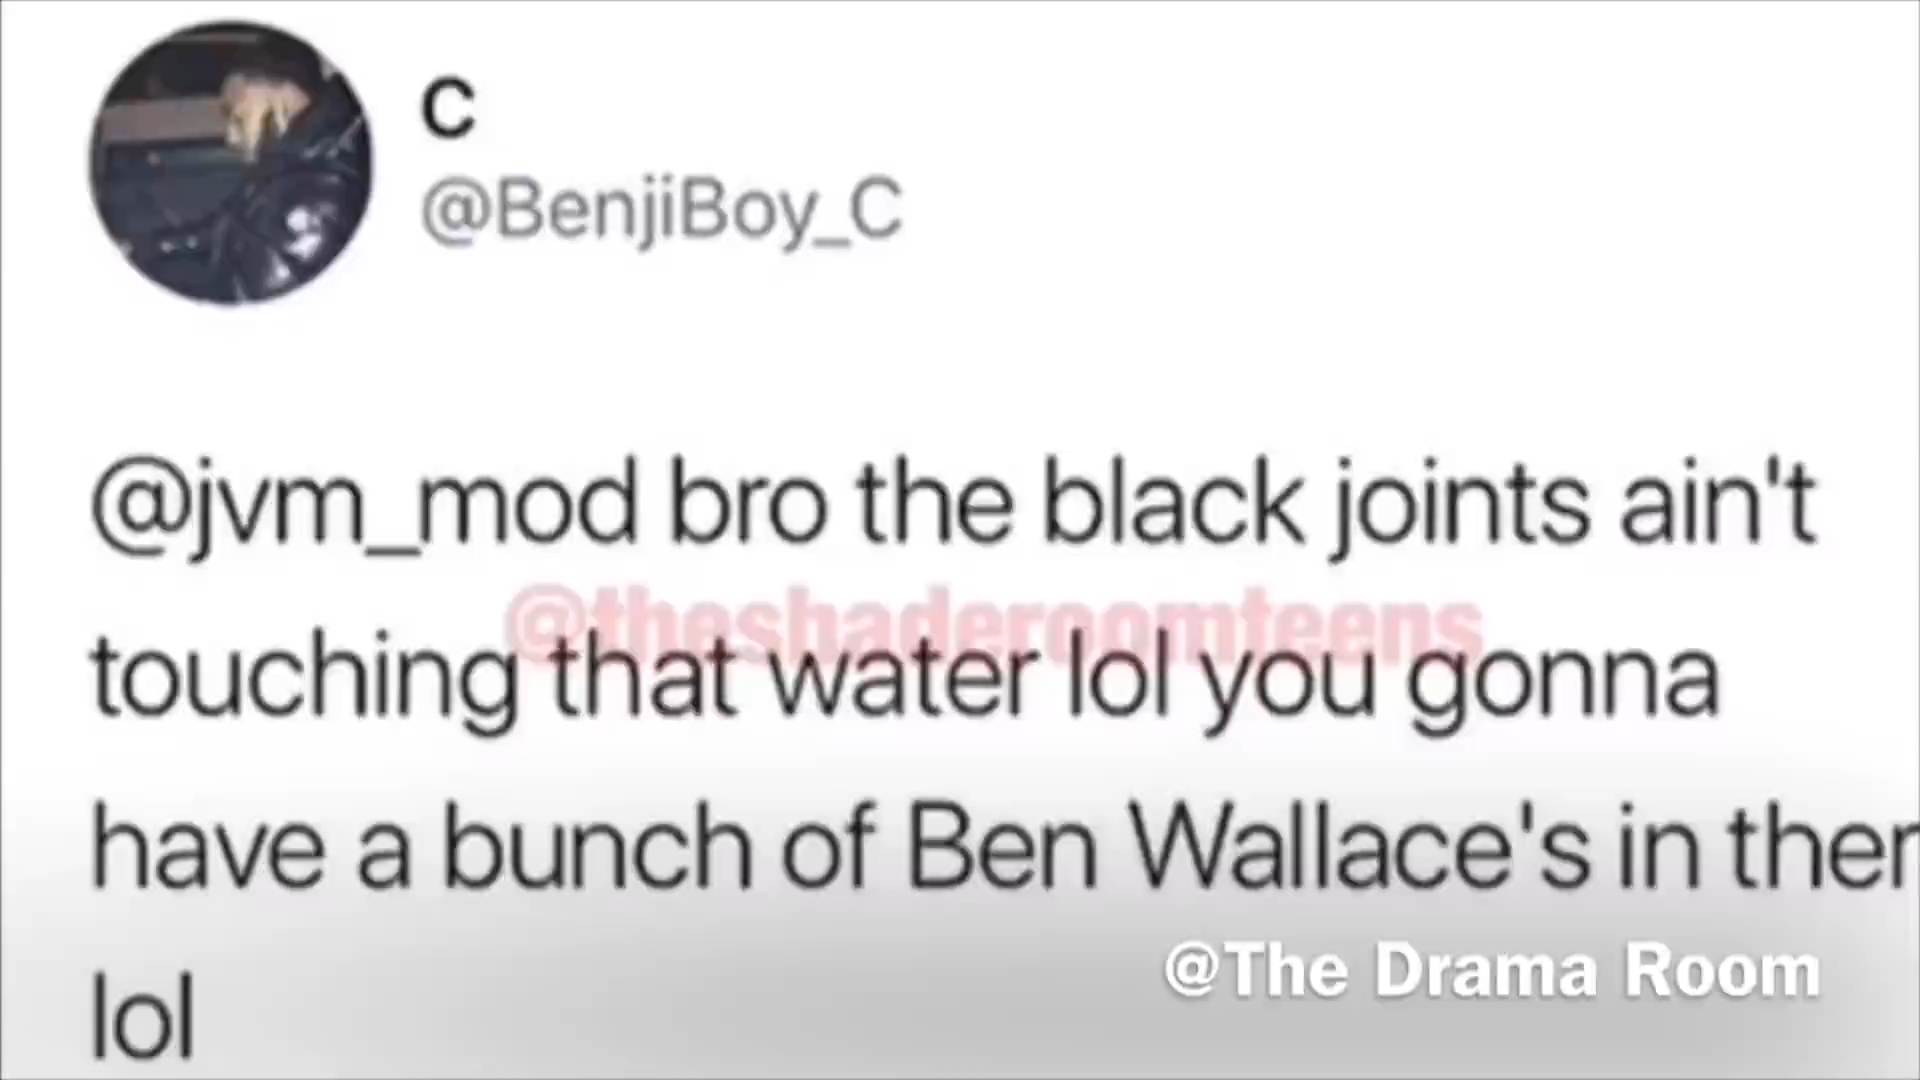 C
@BenjiBoy_C
@jvm_mod bro the black joints ain't
@theshaderoomteens
touching that water lol you gonna
have a bunch of Ben Wallace's in ther
lol
@The Drama Room